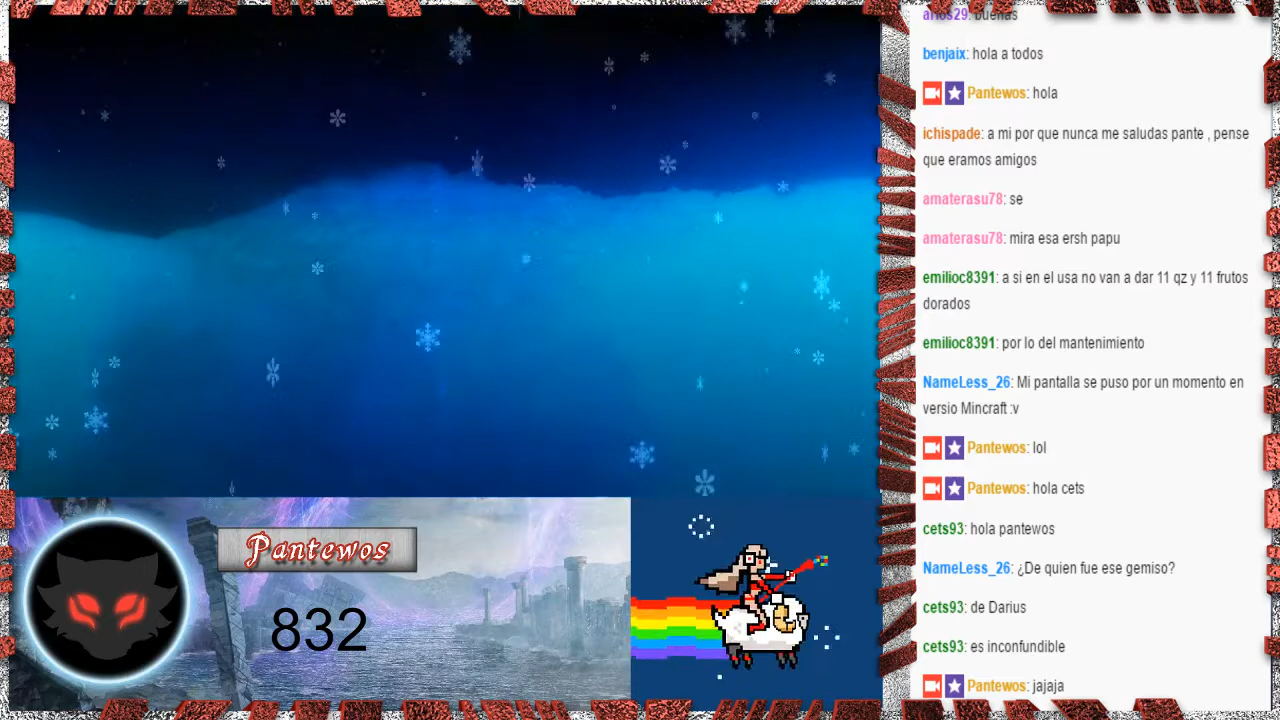 arlos29: buenas
benjaix: hola a todos
Pantewos: hola
ichispade: a mi por que nunca me saludas pante , pense
que eramos amigos
amaterasu78: se
amaterasu78: mira esa ersh papu
emilioc8391: a si en el usa no van a dar 11 qz y 11 frutos
dorados
emilioc8391: por lo del mantenimiento
NameLess_26: Mi pantalla se puso por un momento en
versio Mincraft :v
Pantewos: lol
Pantewos: hola cets
cets93: hola pantewos
NameLess_26: ¿De quien fue ese gemiso?
cets93: de Darius
cets93: es inconfundible
Pantewos: jajaja
Pantewos
832